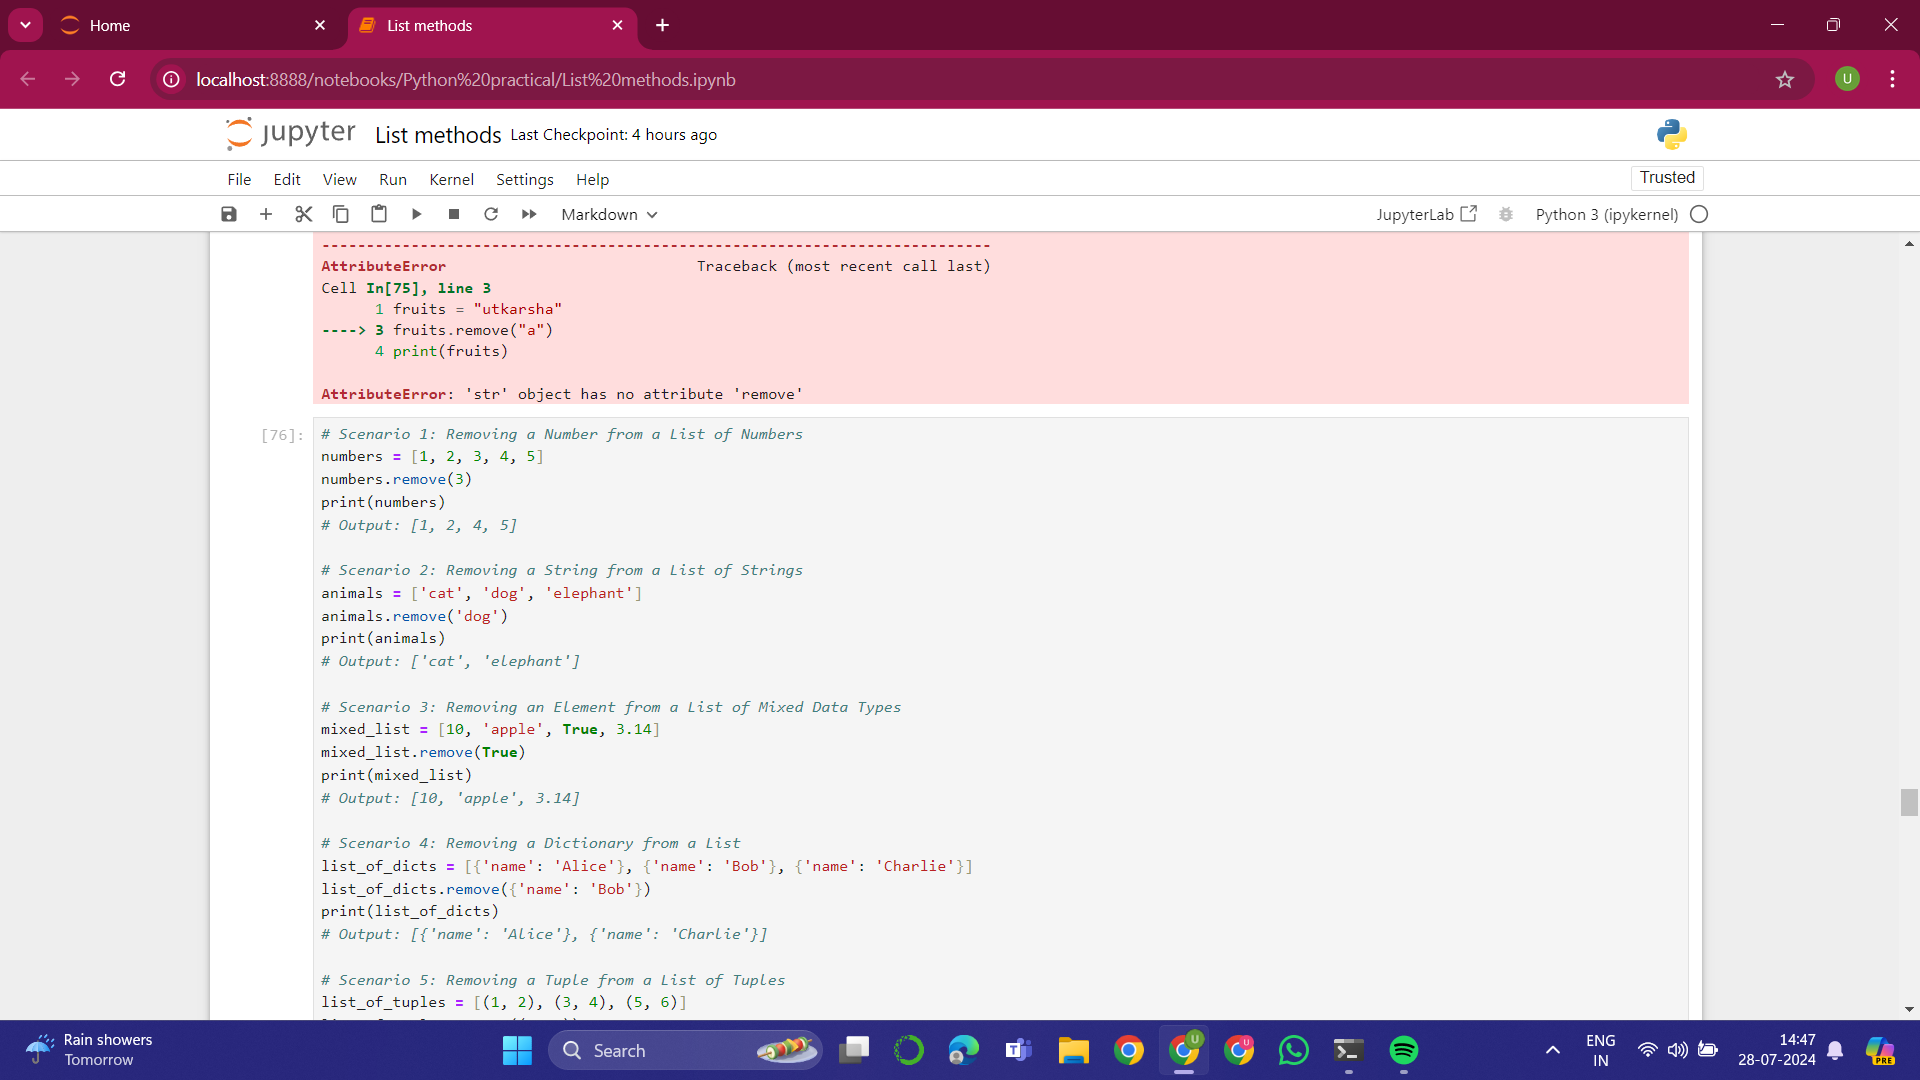 Home
List methods
localhost:8888/notebooks/Python%20practical/List%20methods.ipynb
U
jupyter List methods Last Checkpoint: 4 hours ago
File Edit View Run Kernel Settings Help
Trusted
Markdown
JupyterLab
Python 3 (ipykernel)
---------------------------------------------------------------------------
AttributeError                            Traceback (most recent call last)
Cell In[75], line 3
      1 fruits = "utkarsha"
----> 3 fruits.remove("a")
      4 print(fruits)
AttributeError: 'str' object has no attribute 'remove'
[76]:
# Scenario 1: Removing a Number from a List of Numbers
numbers = [1, 2, 3, 4, 5]
numbers.remove(3)
print(numbers)
# Output: [1, 2, 4, 5]
# Scenario 2: Removing a String from a List of Strings
animals = ['cat', 'dog', 'elephant']
animals.remove('dog')
print(animals)
# Output: ['cat', 'elephant']
# Scenario 3: Removing an Element from a List of Mixed Data Types
mixed_list = [10, 'apple', True, 3.14]
mixed_list.remove(True)
print(mixed_list)
# Output: [10, 'apple', 3.14]
# Scenario 4: Removing a Dictionary from a List
list_of_dicts = [{'name': 'Alice'}, {'name': 'Bob'}, {'name': 'Charlie'}]
list_of_dicts.remove({'name': 'Bob'})
print(list_of_dicts)
# Output: [{'name': 'Alice'}, {'name': 'Charlie'}]
# Scenario 5: Removing a Tuple from a List of Tuples
list_of_tuples = [(1, 2), (3, 4), (5, 6)]
Rain showers
Tomorrow
Search
U
U
ENG
IN
14:47
28-07-2024
PRE